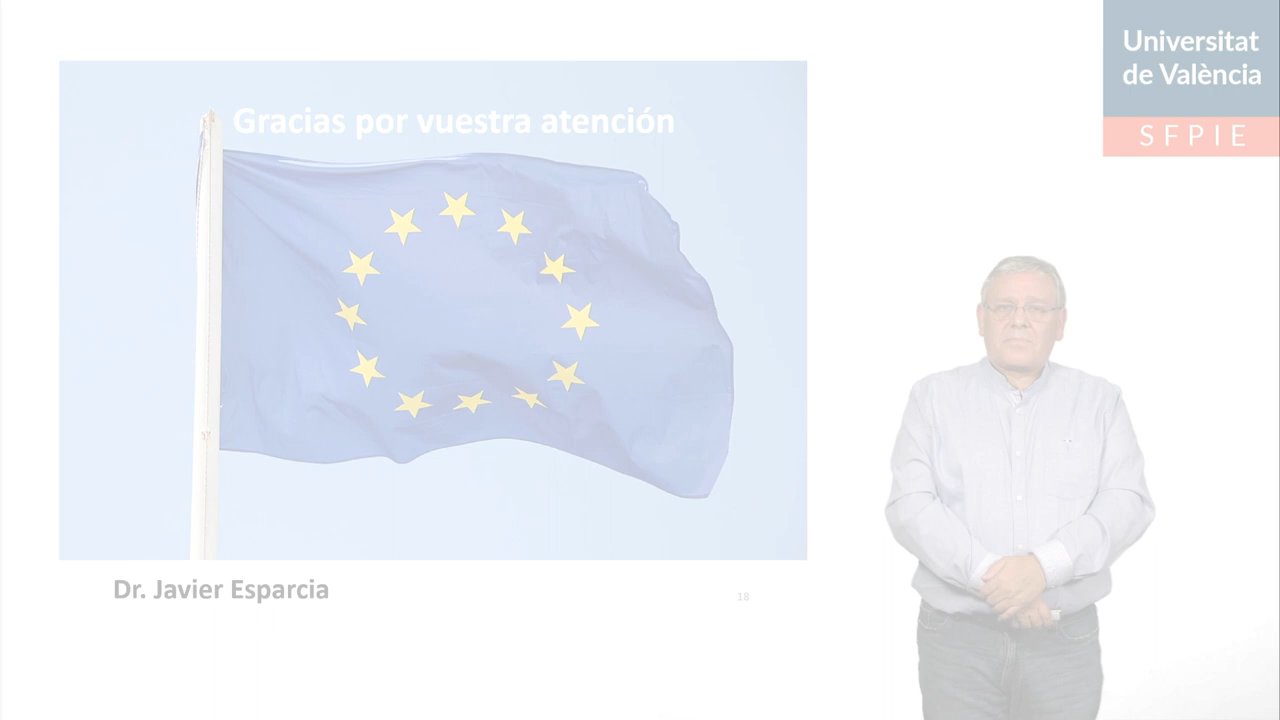 Universitat
de València
SFPIE
Gracias por vuestra atención
Dr. Javier Esparcia
18